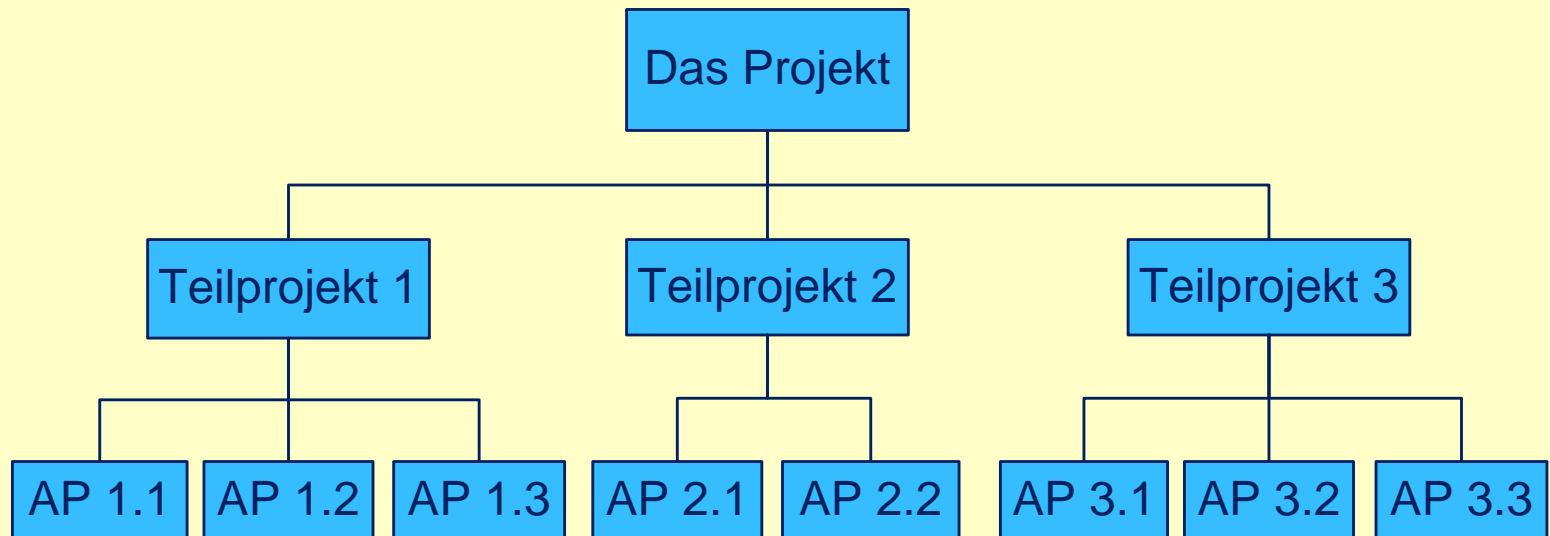 Das Projekt
Teilprojekt 1
Teilprojekt 2
Teilprojekt 3
AP 1.1
AP 1.2
AP 1.3
AP 2.1
AP 2.2
AP 3.1
AP 3.2
AP 3.3